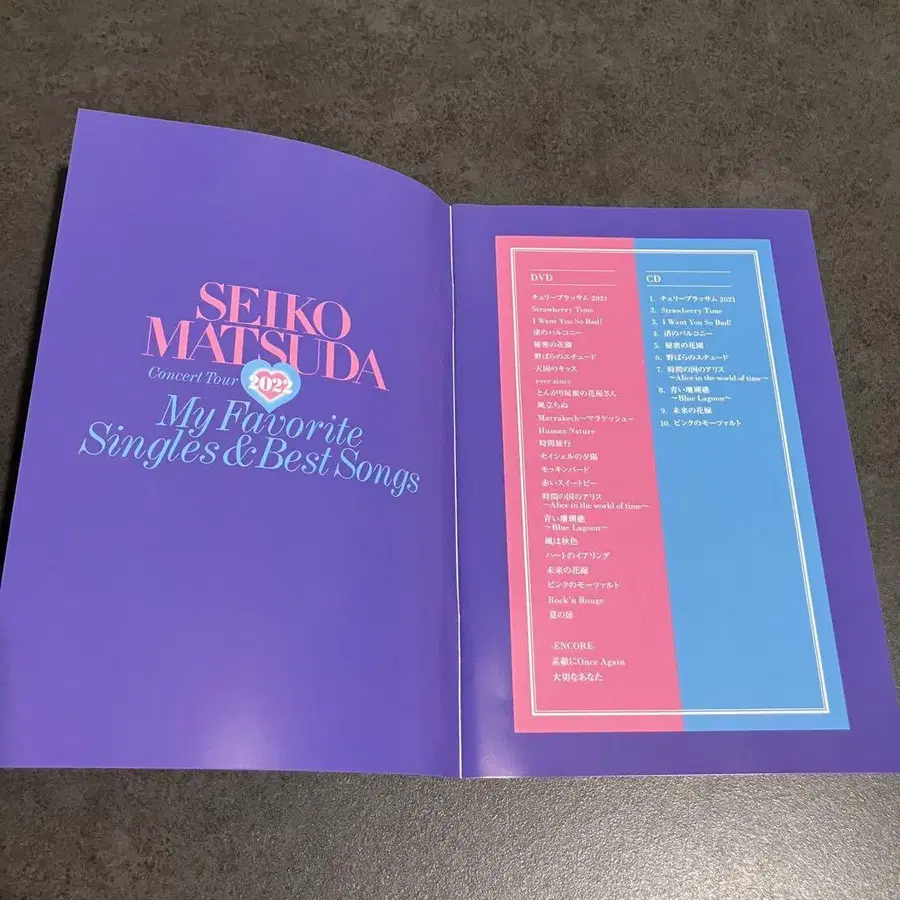 SEIKO
MATSUDA
Concert Tour 2022
My Favorite
Singles & Best Songs
DVD
チェリーブラッサム 2021
Strawberry Time
I Want You So Bad!
渚のバルコニー
秘密の花園
野ばらのエチュード
天国のキッス
ever since
とんがり屋根の花屋さん
風立ちぬ
Marrakech〜マラケッシュ〜
Human Nature
時間旅行
セイシェルの夕陽
モッキンバード
赤いスイートピー
時間の国のアリス
〜Alice in the world of time〜
青い珊瑚礁
〜Blue Lagoon〜
風は秋色
ハートのイアリング
未来の花嫁
ピンクのモーツァルト
Rock'n Rouge
夏の扉
-ENCORE-
素敵にOnce Again
大切なあなた
CD
1. チェリーブラッサム 2021
2. Strawberry Time
3. I Want You So Bad!
4. 渚のバルコニー
5. 秘密の花園
6. 野ばらのエチュード
7. 時間の国のアリス
〜Alice in the world of time〜
8. 青い珊瑚礁
〜Blue Lagoon〜
9. 未来の花嫁
10. ピンクのモーツァルト